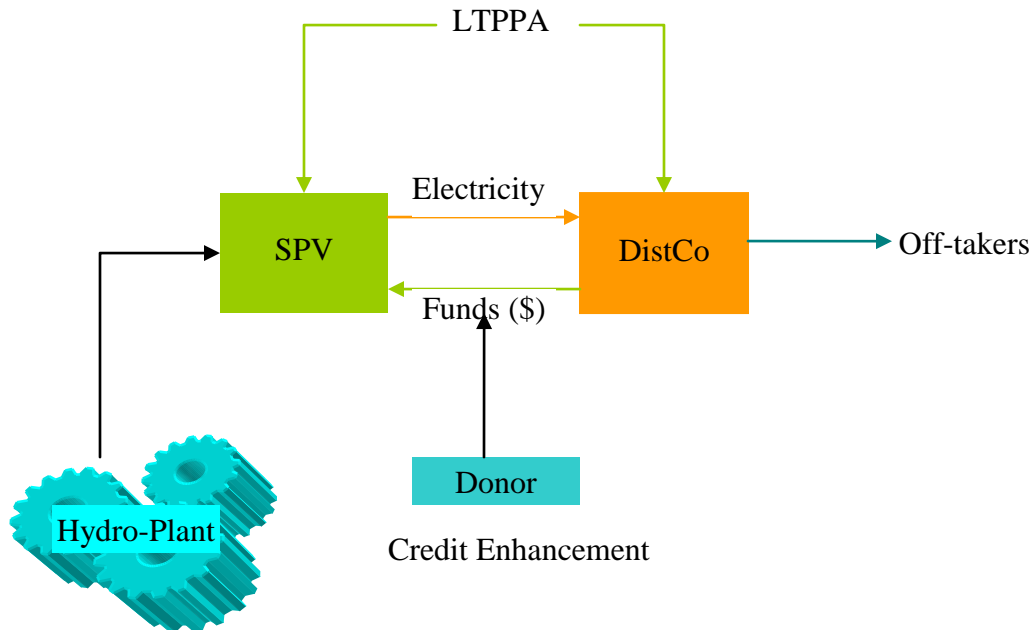 LTPPA
Electricity
SPV
DistCo
Off-takers
Funds ($)
Donor
Hydro-Plant
Credit Enhancement